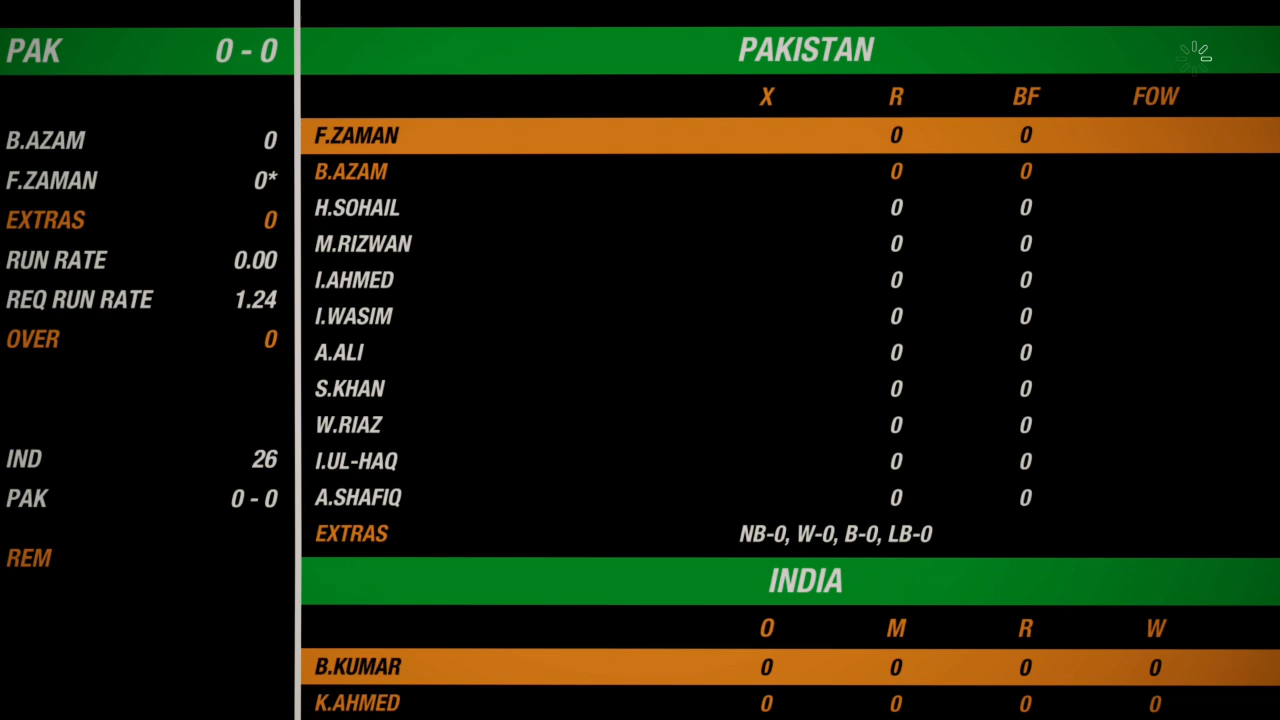 PAK 0 - 0
B.AZAM 0
F.ZAMAN 0*
EXTRAS 0
RUN RATE 0.00
REQ RUN RATE 1.24
OVER 0
IND 26
PAK 0 - 0
REM
PAKISTAN
X R BF FOW
F.ZAMAN 0 0
B.AZAM 0 0
H.SOHAIL 0 0
M.RIZWAN 0 0
I.AHMED 0 0
I.WASIM 0 0
A.ALI 0 0
S.KHAN 0 0
W.RIAZ 0 0
I.UL-HAQ 0 0
A.SHAFIQ 0 0
EXTRAS NB-0, W-0, B-0, LB-0
INDIA
O M R W
B.KUMAR 0 0 0 0
K.AHMED 0 0 0 0